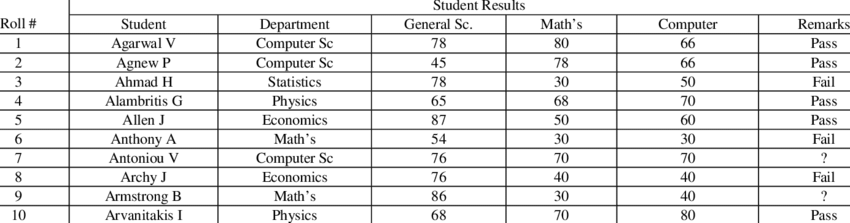 Student Results
Roll # Student Department General Sc. Math's Computer Remarks
1 Agarwal V Computer Sc 78 80 66 Pass
2 Agnew P Computer Sc 45 78 66 Pass
3 Ahmad H Statistics 78 30 50 Fail
4 Alambritis G Physics 65 68 70 Pass
5 Allen J Economics 87 50 60 Pass
6 Anthony A Math's 54 30 30 Fail
7 Antoniou V Computer Sc 76 70 70 ?
8 Archy J Economics 76 40 40 Fail
9 Armstrong B Math's 86 30 40 ?
10 Arvanitakis I Physics 68 70 80 Pass